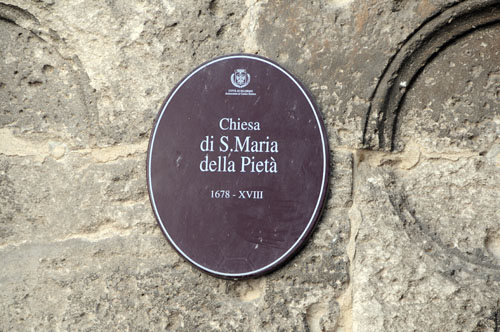 Chiesa
di S. Maria
della Pietà
1678 - XVIII